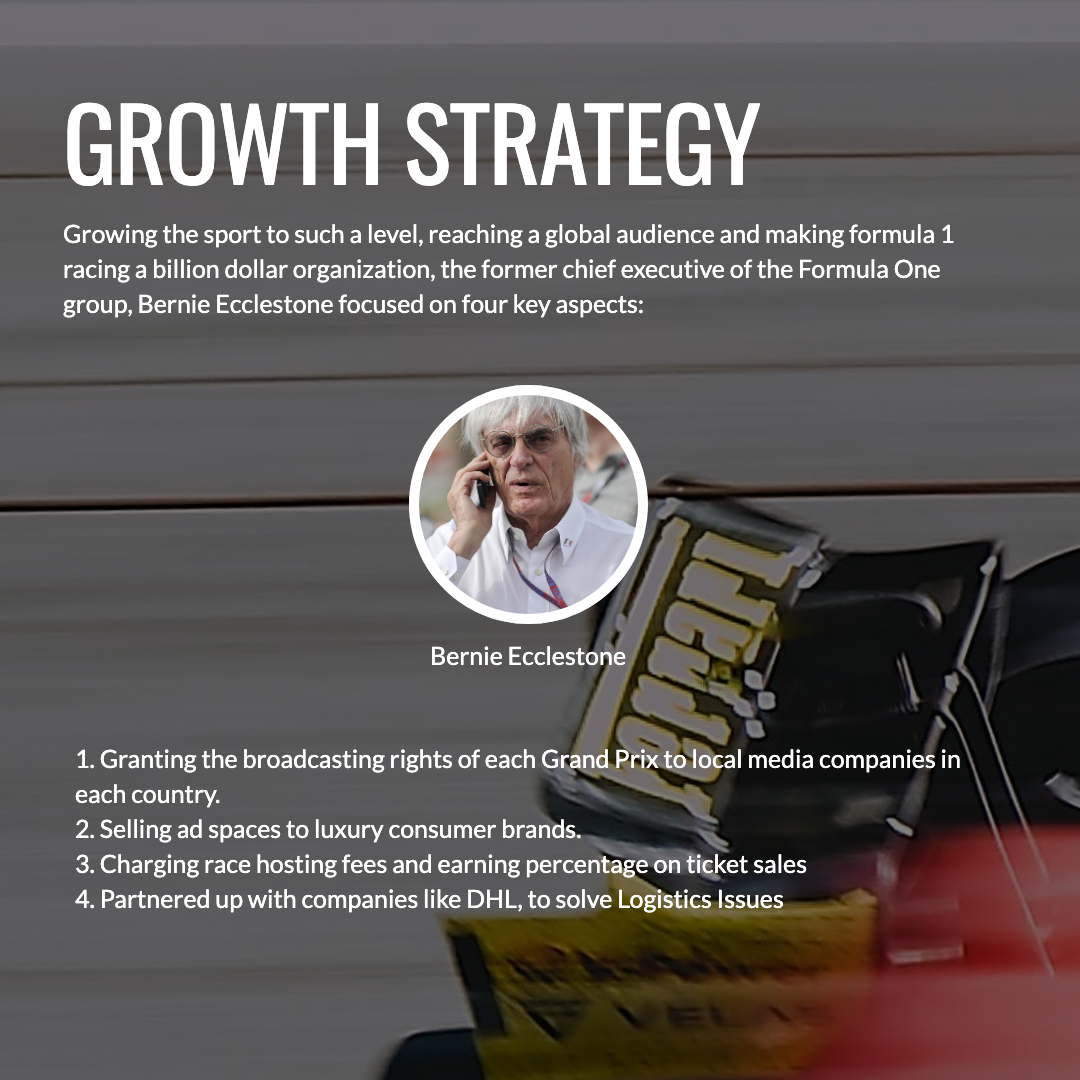 GROWTH STRATEGY
Growing the sport to such a level, reaching a global audience and making formula 1
racing a billion dollar organization, the former chief executive of the Formula One
group, Bernie Ecclestone focused on four key aspects:
Bernie Ecclestone
1. Granting the broadcasting rights of each Grand Prix to local media companies in
each country.
2. Selling ad spaces to luxury consumer brands.
3. Charging race hosting fees and earning percentage on ticket sales
4. Partnered up with companies like DHL, to solve Logistics Issues